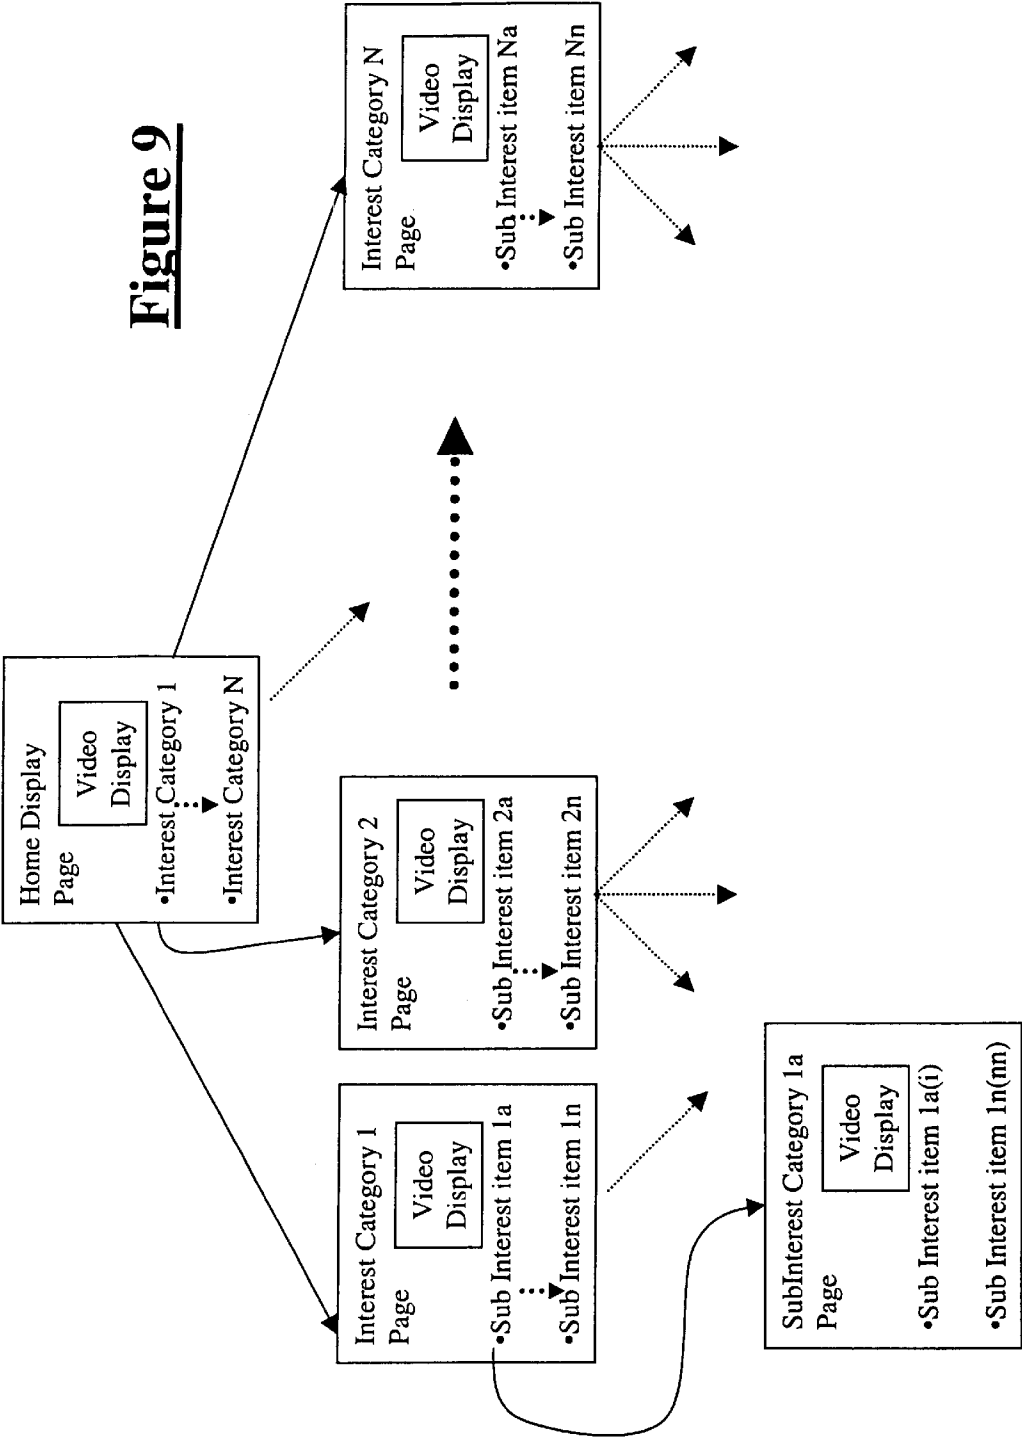 Figure 9
Home Display
Page
Video
Display
•Interest Category 1
•Interest Category N
Interest Category 1
Page
Video
Display
•Sub Interest item 1a
•Sub Interest item 1n
Interest Category 2
Page
Video
Display
•Sub Interest item 2a
•Sub Interest item 2n
Interest Category N
Page
Video
Display
•Sub Interest item Na
•Sub Interest item Nn
SubInterest Category 1a
Page
Video
Display
•Sub Interest item 1a(i)
•Sub Interest item 1n(nn)